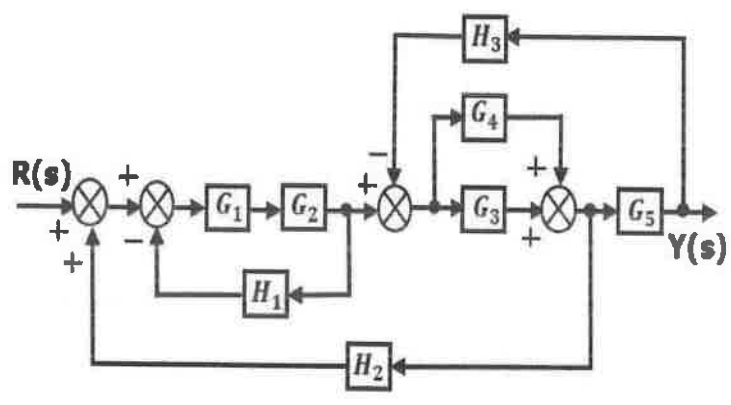 H₃
G₄
R(s) + + + − G₁ G₂ + − G₃ + + G₅ Y(s)
+ − H₁
H₂